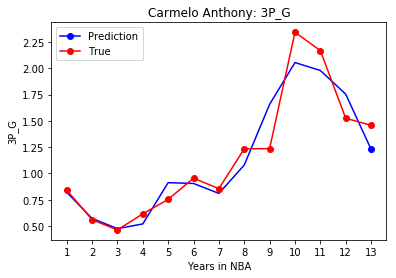 Carmelo Anthony: 3P_G
Prediction
True
2.25
2.00
1.75
1.50
1.25
1.00
0.75
0.50
3P_G
1 2 3 4 5 6 7 8 9 10 11 12 13
Years in NBA